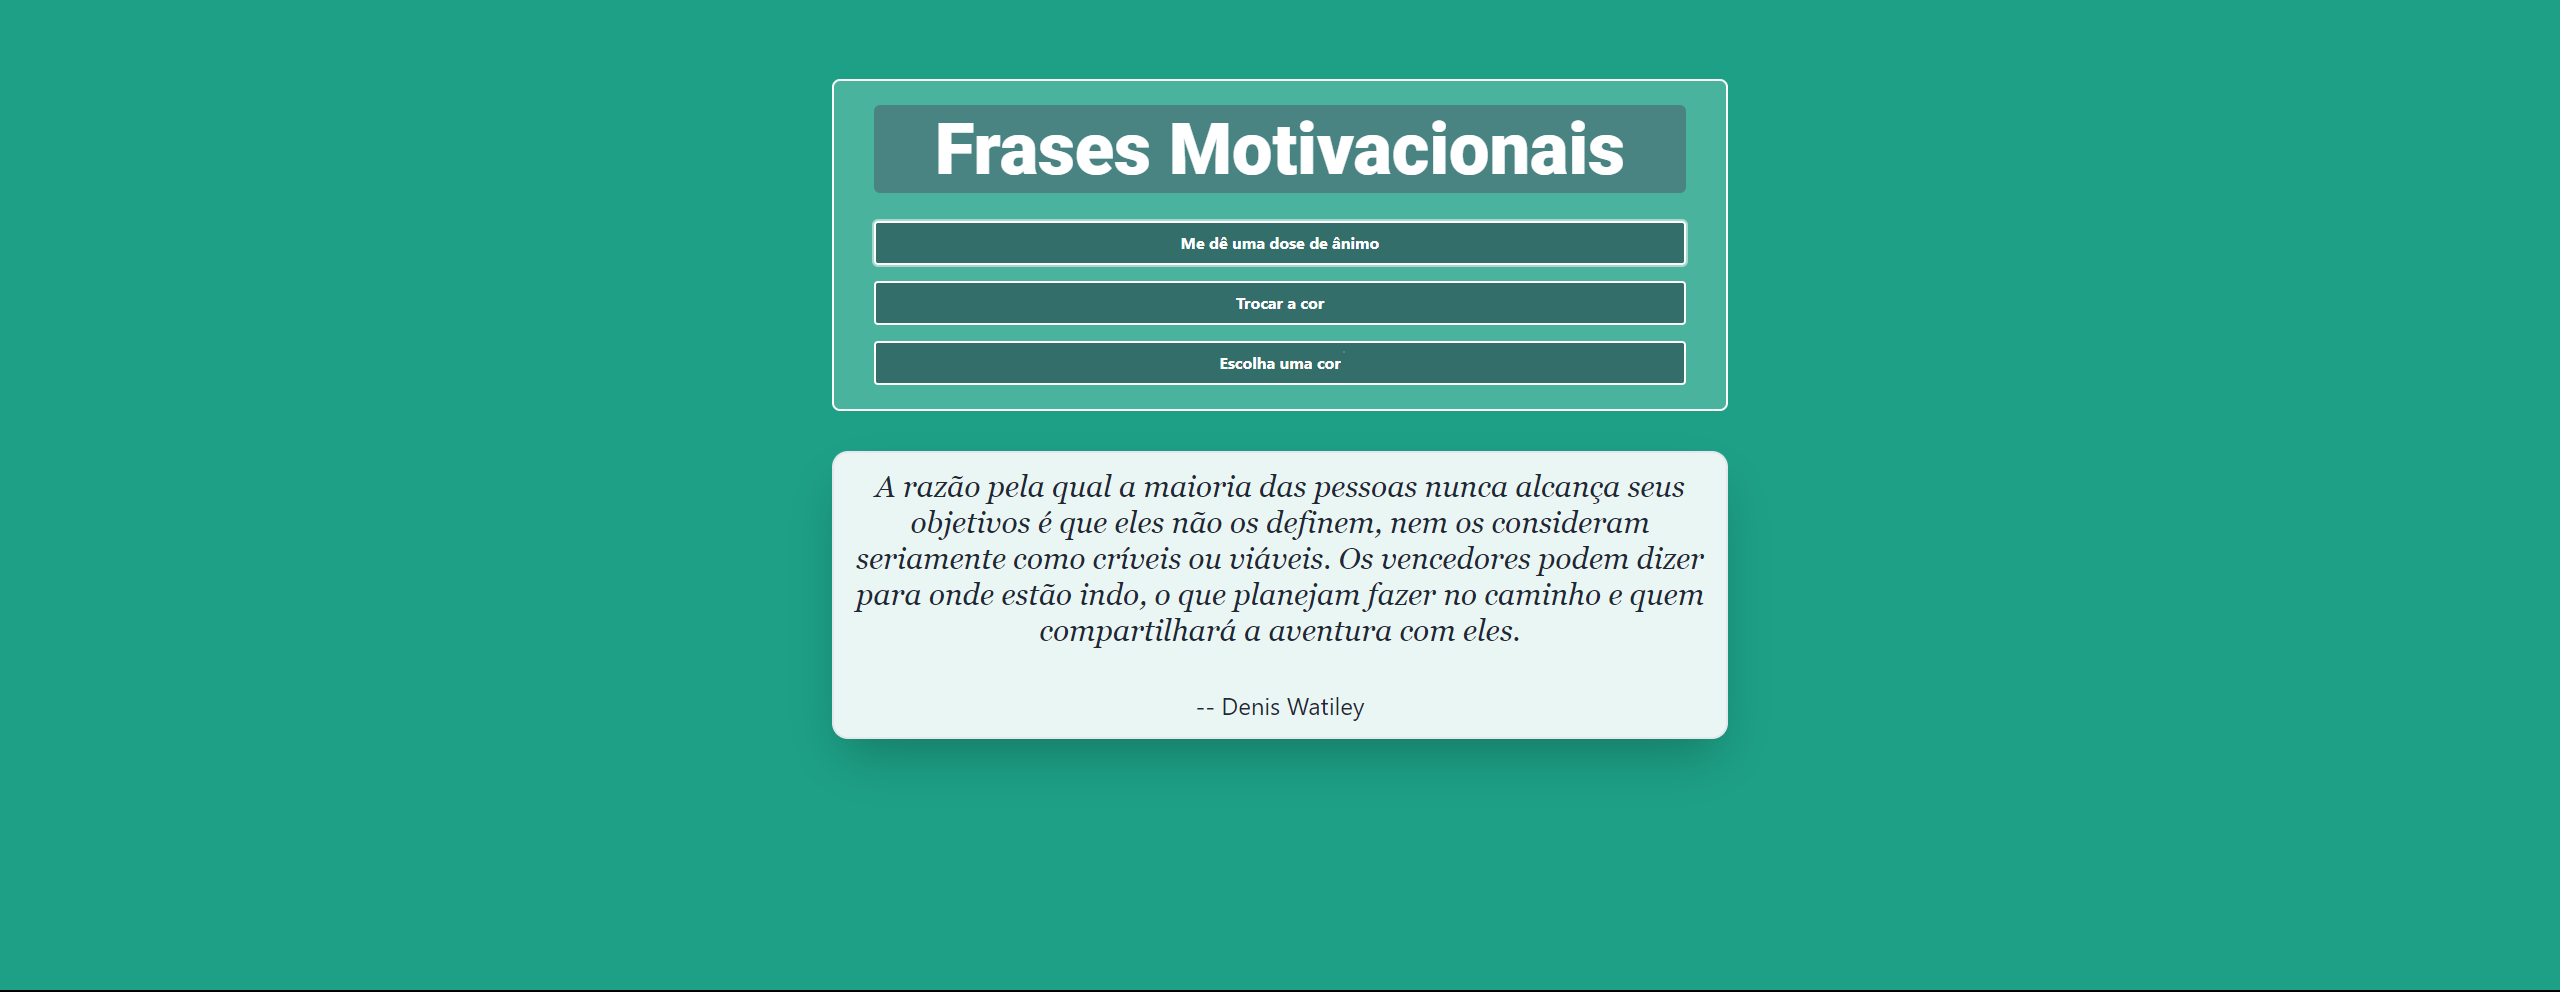 Frases Motivacionais
Me dê uma dose de ânimo
Trocar a cor
Escolha uma cor
A razão pela qual a maioria das pessoas nunca alcança seus
objetivos é que eles não os definem, nem os consideram
seriamente como críveis ou viáveis. Os vencedores podem dizer
para onde estão indo, o que planejam fazer no caminho e quem
compartilhará a aventura com eles.
-- Denis Watiley